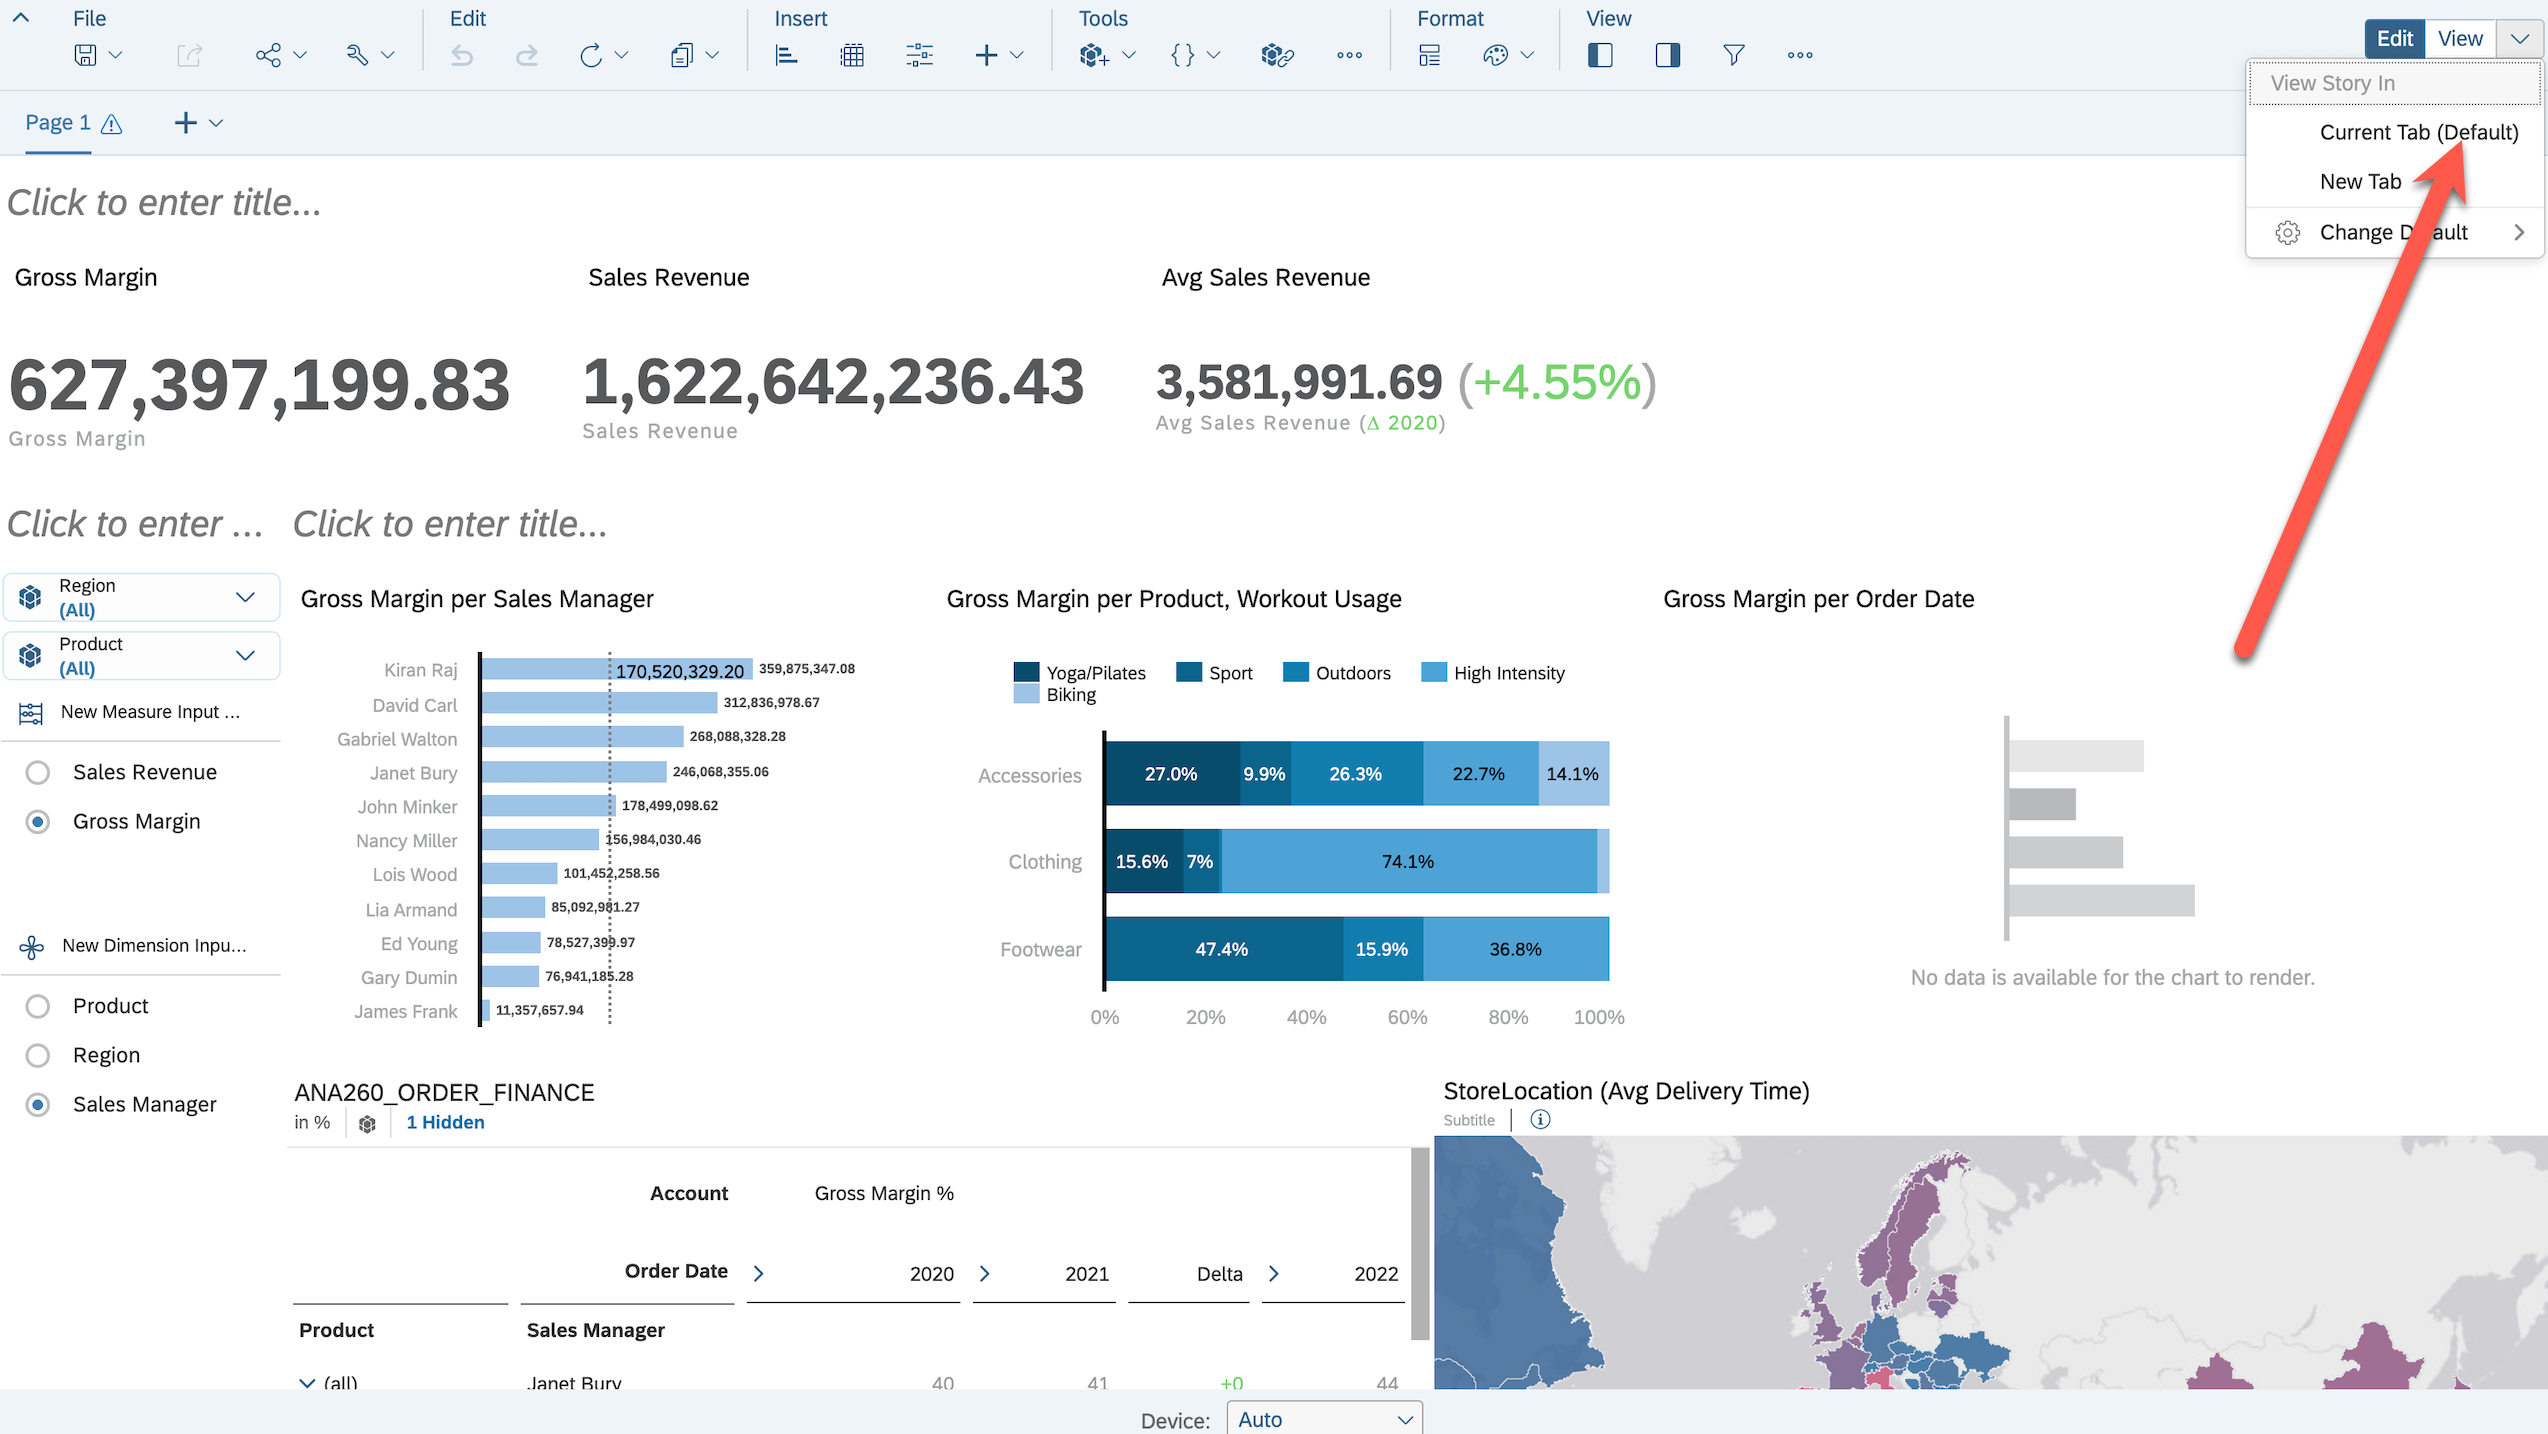 File
Edit
Insert
Tools
Format
View
Edit
View
View Story In
Current Tab (Default)
New Tab
Change Default
Page 1
Click to enter title...
Gross Margin
627,397,199.83
Gross Margin
Sales Revenue
1,622,642,236.43
Sales Revenue
Avg Sales Revenue
3,581,991.69 (+4.55%)
Avg Sales Revenue (Δ 2020)
Click to enter ...
Click to enter title...
Region
(All)
Product
(All)
New Measure Input ...
Sales Revenue
Gross Margin
New Dimension Inpu...
Product
Region
Sales Manager
Gross Margin per Sales Manager
170,520,329.20
Kiran Raj 359,875,347.08
David Carl 312,836,978.67
Gabriel Walton 268,088,328.28
Janet Bury 246,068,355.06
John Minker 178,499,098.62
Nancy Miller 156,984,030.46
Lois Wood 101,452,258.56
Lia Armand 85,092,981.27
Ed Young 78,527,399.97
Gary Dumin 76,941,185.28
James Frank 11,357,657.94
Gross Margin per Product, Workout Usage
Yoga/Pilates Sport Outdoors High Intensity
Biking
Accessories 27.0% 9.9% 26.3% 22.7% 14.1%
Clothing 15.6% 7% 74.1%
Footwear 47.4% 15.9% 36.8%
0% 20% 40% 60% 80% 100%
Gross Margin per Order Date
No data is available for the chart to render.
ANA260_ORDER_FINANCE
in % 1 Hidden
Account Gross Margin %
Order Date 2020 2021 Delta 2022
Product Sales Manager
(all) Janet Bury 40 41 +0 44
StoreLocation (Avg Delivery Time)
Subtitle
Device: Auto